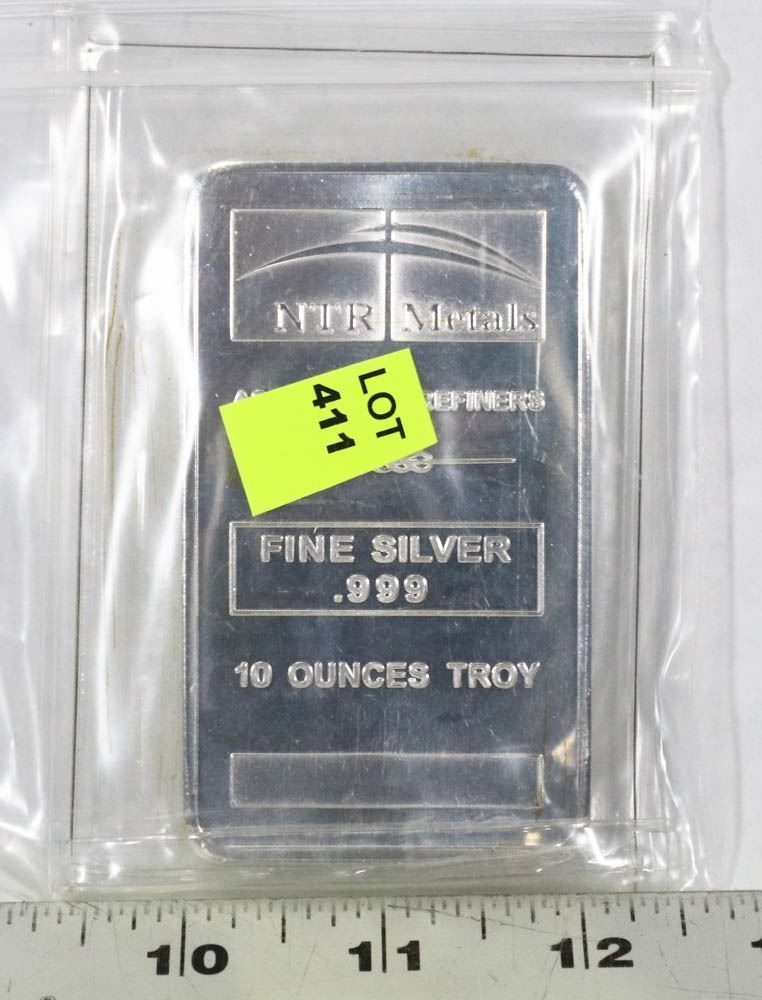 NTR Metals
REFINERS
LOT
411
FINE SILVER
.999
10 OUNCES TROY
10 11 12